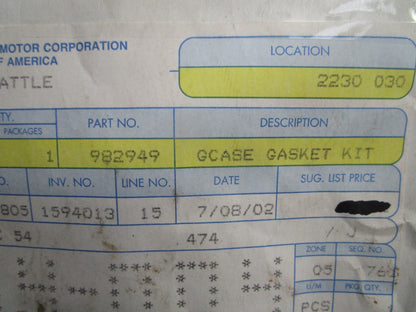 MOTOR CORPORATION
OF AMERICA
LOCATION
ATTLE
2230 030
TY.
PACKAGES
PART NO.
DESCRIPTION
1 982949 GCASE GASKET KIT
O. INV. NO. LINE NO. DATE SUG. LIST PRICE
805 1594013 15 7/08/02
54 474
ZONE SEQ. NO.
05
U/M PKG. QTY.
PCS